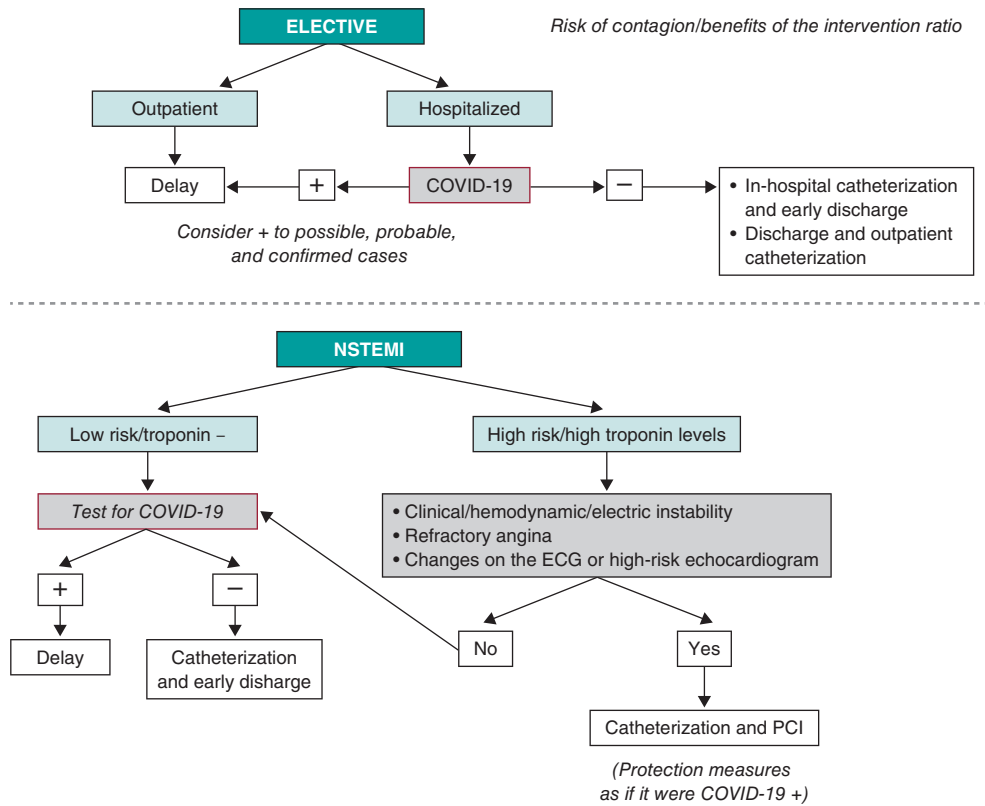 ELECTIVE
Risk of contagion/benefits of the intervention ratio
Outpatient
Hospitalized
Delay
+
COVID-19
−
• In-hospital catheterization
and early discharge
• Discharge and outpatient
catheterization
Consider + to possible, probable,
and confirmed cases
NSTEMI
Low risk/troponin −
High risk/high troponin levels
Test for COVID-19
• Clinical/hemodynamic/electric instability
• Refractory angina
• Changes on the ECG or high-risk echocardiogram
+
−
No
Yes
Delay
Catheterization
and early disharge
Catheterization and PCI
(Protection measures
as if it were COVID-19 +)